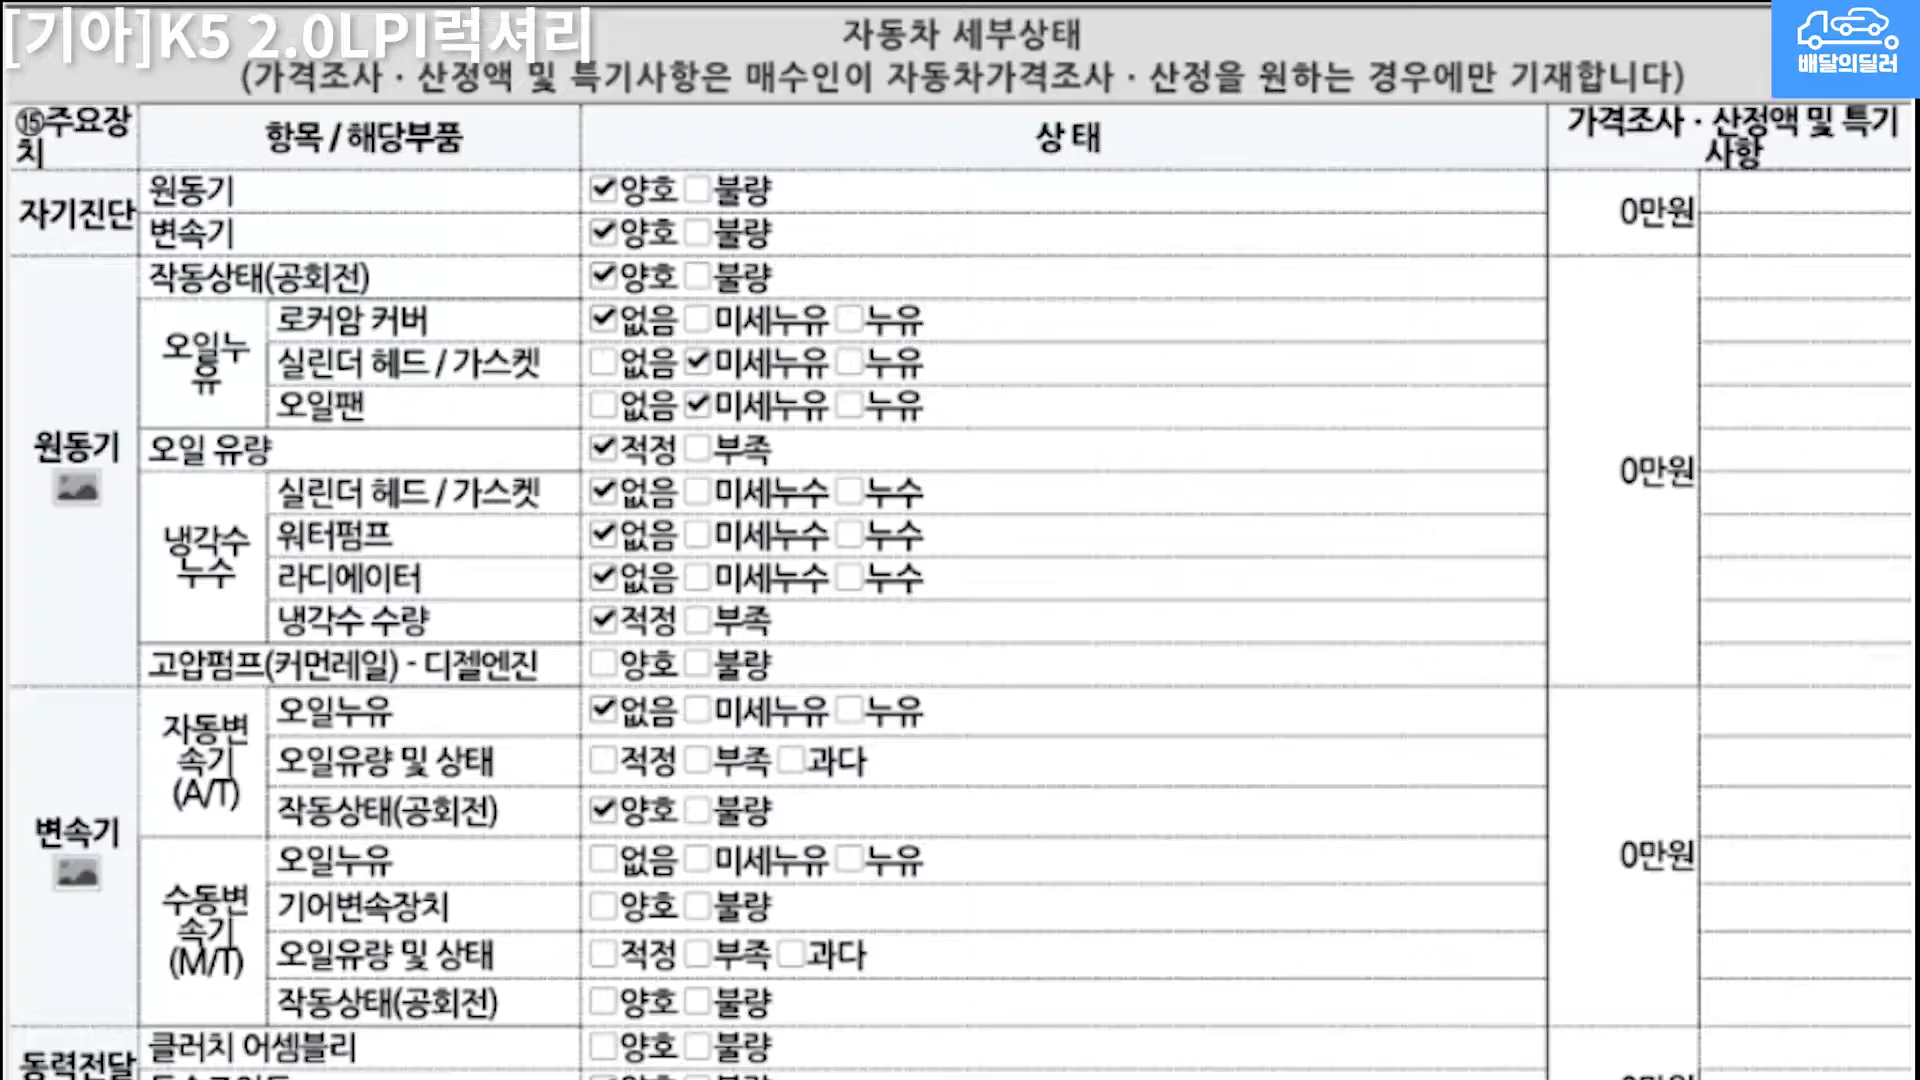 [기아]K5 2.0LPI럭셔리
배달의딜러
자동차 세부상태
(가격조사 · 산정액 및 특기사항은 매수인이 자동차가격조사 · 산정을 원하는 경우에만 기재합니다)
⑮주요장치 항목 / 해당부품 상 태 가격조사 · 산정액 및 특기사항
자기진단 원동기 ✔양호 불량 0만원
변속기 ✔양호 불량
원동기 작동상태(공회전) ✔양호 불량 0만원
오일누유 로커암 커버 ✔없음 미세누유 누유
실린더 헤드 / 가스켓 없음 ✔미세누유 누유
오일팬 없음 ✔미세누유 누유
오일 유량 ✔적정 부족
냉각수누수 실린더 헤드 / 가스켓 ✔없음 미세누수 누수
워터펌프 ✔없음 미세누수 누수
라디에이터 ✔없음 미세누수 누수
냉각수 수량 ✔적정 부족
고압펌프(커먼레일) - 디젤엔진 양호 불량
변속기 자동변속기(A/T) 오일누유 ✔없음 미세누유 누유 0만원
오일유량 및 상태 적정 부족 과다
작동상태(공회전) ✔양호 불량
수동변속기(M/T) 오일누유 없음 미세누유 누유
기어변속장치 양호 불량
오일유량 및 상태 적정 부족 과다
작동상태(공회전) 양호 불량
동력전달 클러치 어셈블리 양호 불량